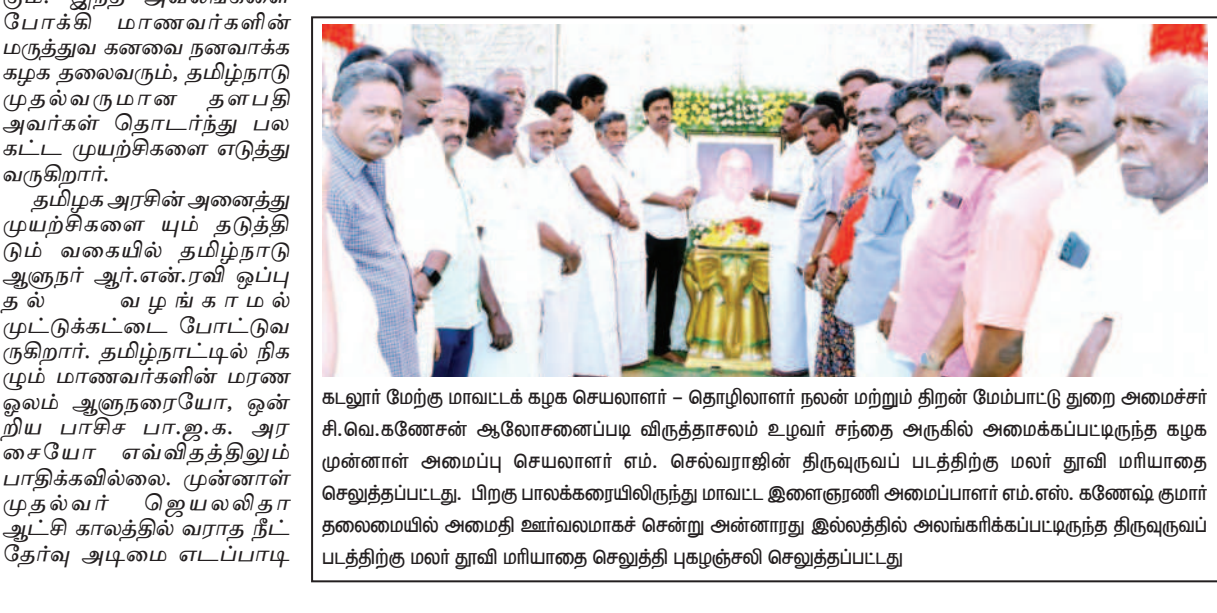 கும். இந்த அவலங்களை
போக்கி மாணவர்களின்
மருத்துவ கனவை நனவாக்க
கழக தலைவரும், தமிழ்நாடு
முதல்வருமான தளபதி
அவர்கள் தொடர்ந்து பல
கட்ட முயற்சிகளை எடுத்து
வருகிறார்.
தமிழக அரசின் அனைத்து
முயற்சிகளை யும் தடுத்தி
டும் வகையில் தமிழ்நாடு
ஆளுநர் ஆர்.என்.ரவி ஒப்பு
தல் வழங்காமல்
முட்டுக்கட்டை போட்டுவ
ருகிறார். தமிழ்நாட்டில் நிக
ழும் மாணவர்களின் மரண
ஓலம் ஆளுநரையோ, ஒன்
றிய பாசிச பா.ஜ.க. அர
சையோ எவ்விதத்திலும்
பாதிக்கவில்லை. முன்னாள்
முதல்வர் ஜெயலலிதா
ஆட்சி காலத்தில் வராத நீட்
தேர்வு அடிமை எடப்பாடி
கடலூர் மேற்கு மாவட்டக் கழக செயலாளர் – தொழிலாளர் நலன் மற்றும் திறன் மேம்பாட்டு துறை அமைச்சர்
சி.வெ.கணேசன் ஆலோசனைப்படி விருத்தாசலம் உழவர் சந்தை அருகில் அமைக்கப்பட்டிருந்த கழக
முன்னாள் அமைப்பு செயலாளர் எம். செல்வராஜின் திருவுருவப் படத்திற்கு மலர் தூவி மரியாதை
செலுத்தப்பட்டது. பிறகு பாலக்கரையிலிருந்து மாவட்ட இளைஞரணி அமைப்பாளர் எம்.எஸ். கணேஷ் குமார்
தலைமையில் அமைதி ஊர்வலமாகச் சென்று அன்னாரது இல்லத்தில் அலங்கரிக்கப்பட்டிருந்த திருவுருவப்
படத்திற்கு மலர் தூவி மரியாதை செலுத்தி புகழஞ்சலி செலுத்தப்பட்டது